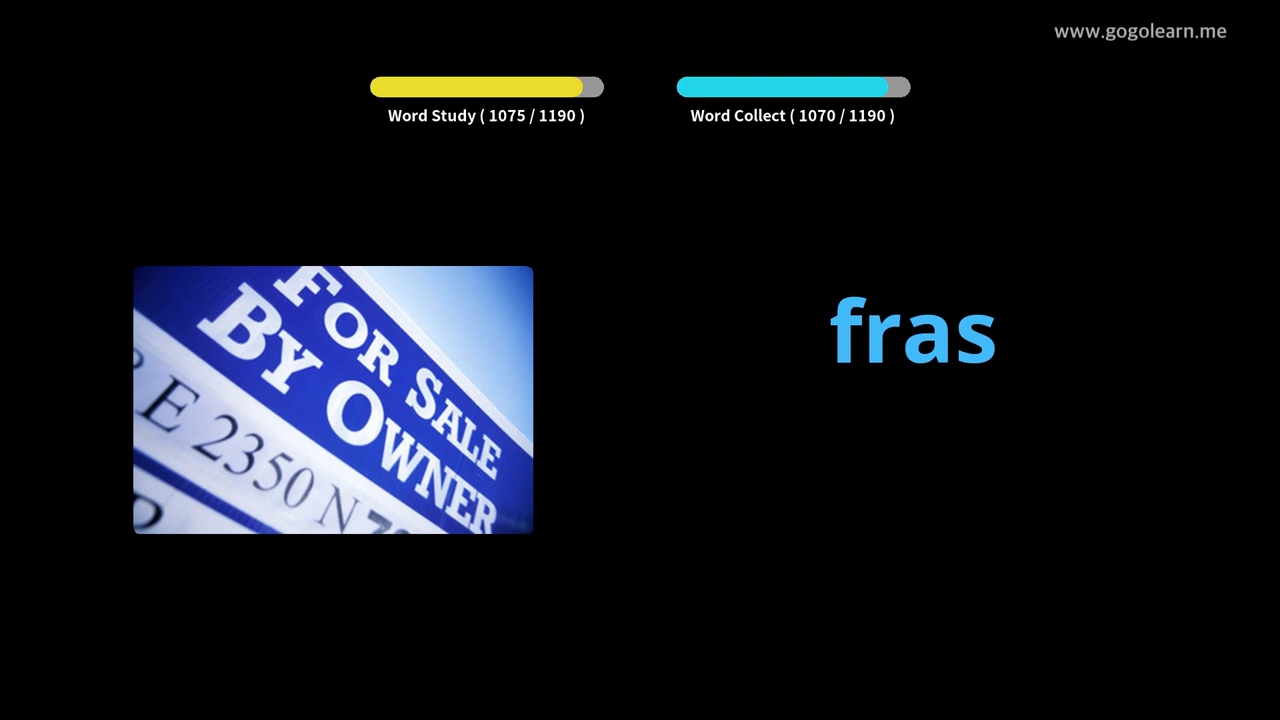 www.gogolearn.me
Word Study ( 1075 / 1190 )
Word Collect ( 1070 / 1190 )
FOR SALE
BY OWNER
E 2350 N
fras